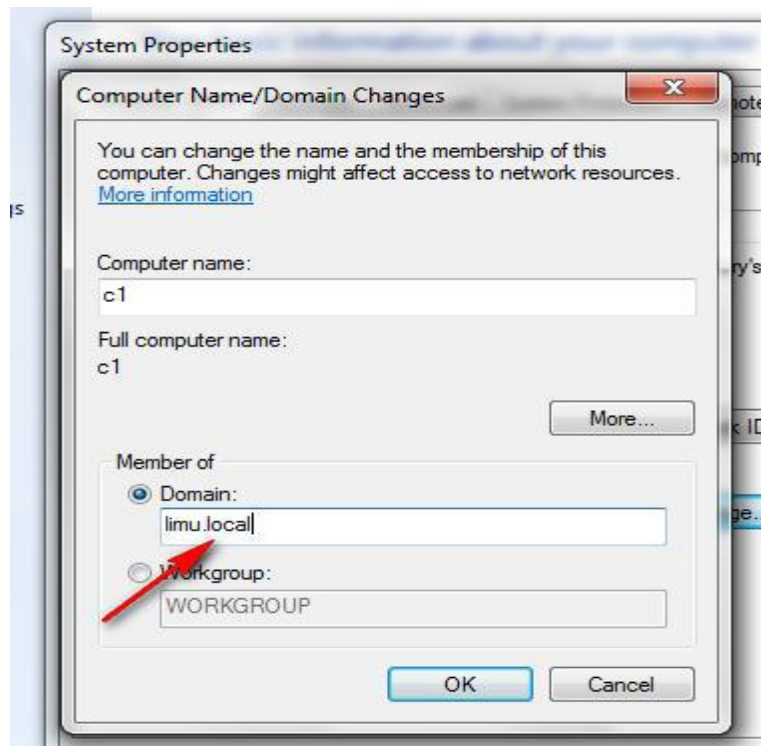 System Properties
Computer Name/Domain Changes
You can change the name and the membership of this
computer. Changes might affect access to network resources.
More information
Computer name:
c1
Full computer name:
c1
More...
Member of
Domain:
limu.local
Workgroup:
WORKGROUP
OK
Cancel